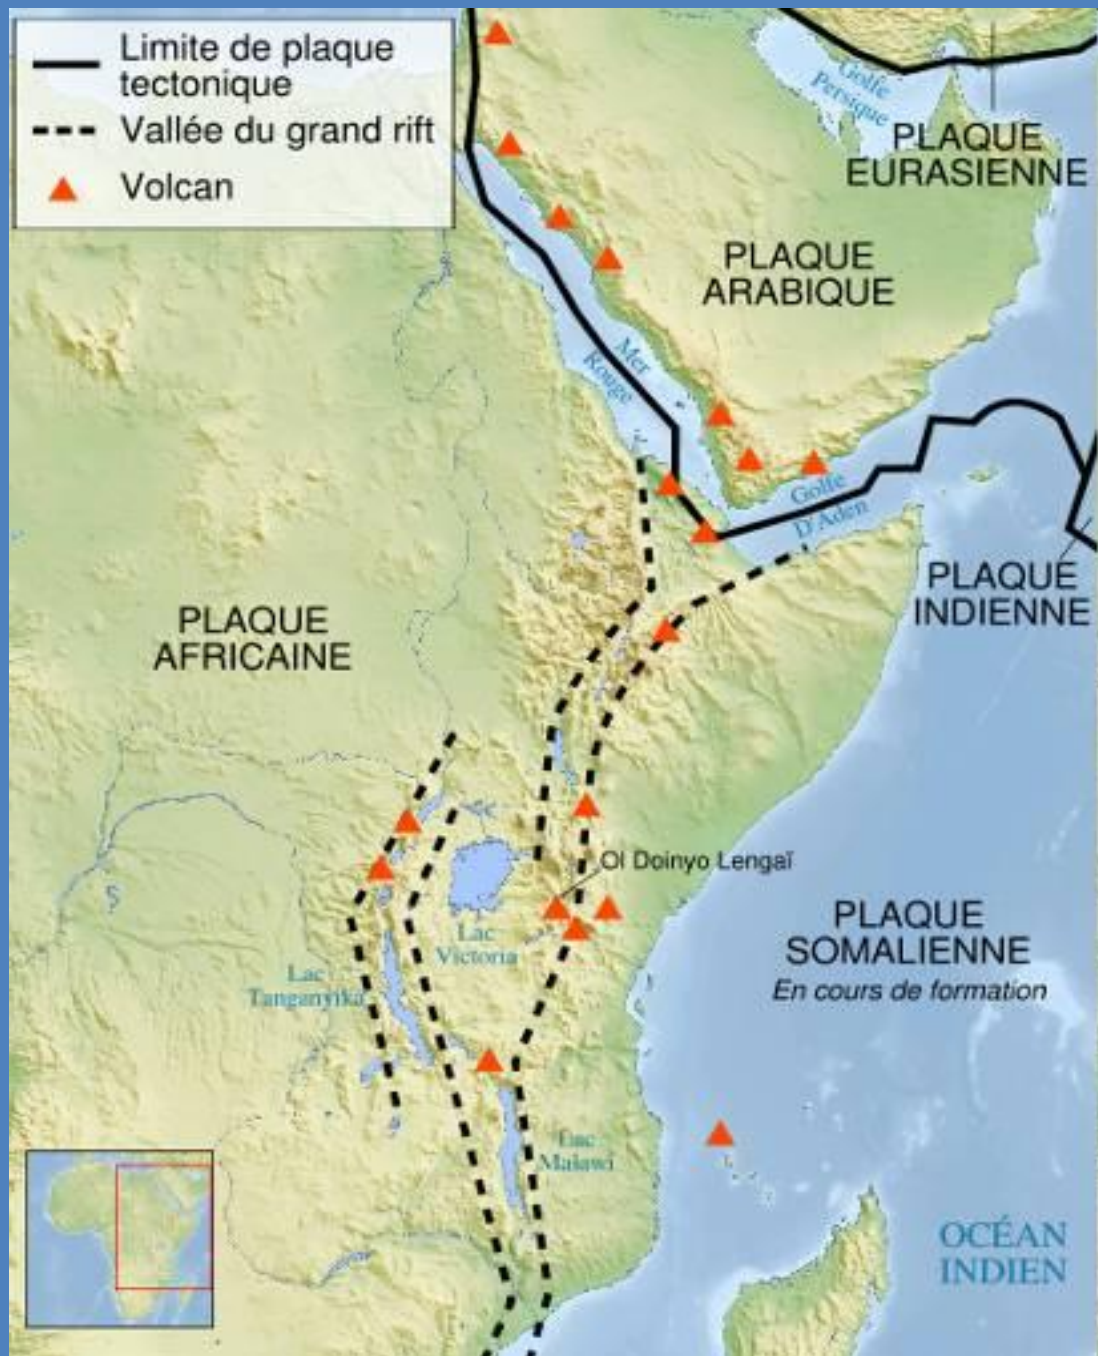 Limite de plaque
tectonique
Vallée du grand rift
Volcan
Golfe
Persique
PLAQUE
EURASIENNE
PLAQUE
ARABIQUE
Mer
Rouge
Golfe
D'Aden
PLAQUE
INDIENNE
PLAQUE
AFRICAINE
Ol Doinyo Lengaï
Lac
Victoria
PLAQUE
SOMALIENNE
En cours de formation
Lac
Tanganyika
Lac
Malawi
OCÉAN
INDIEN